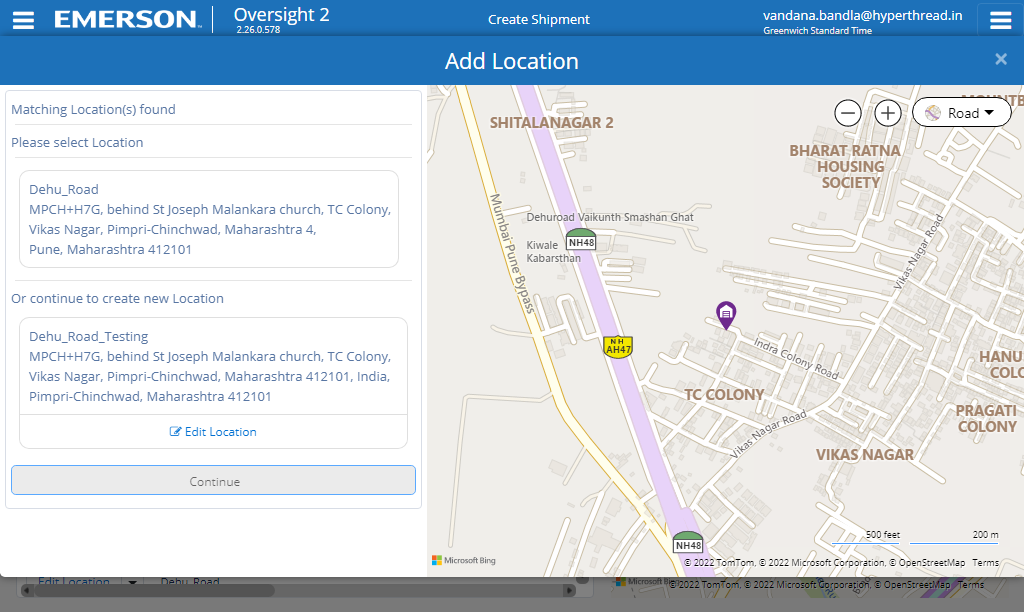 EMERSON
Oversight 2
2.26.0.578
Create Shipment
vandana.bandla@hyperthread.in
Greenwich Standard Time
Add Location
×
Matching Location(s) found
Please select Location
Dehu_Road
MPCH+H7G, behind St Joseph Malankara church, TC Colony,
Vikas Nagar, Pimpri-Chinchwad, Maharashtra 4,
Pune, Maharashtra 412101
Or continue to create new Location
Dehu_Road_Testing
MPCH+H7G, behind St Joseph Malankara church, TC Colony,
Vikas Nagar, Pimpri-Chinchwad, Maharashtra 412101, India,
Pimpri-Chinchwad, Maharashtra 412101
Edit Location
Continue
Road
SHITALANAGAR 2
BHARAT RATNA
HOUSING
SOCIETY
Mumbai Pune Bypass
Dehuroad Vaikunth Smashan Ghat
Kiwale
Kabarsthan
NH48
Vikas Nagar Road
NH
AH47
Indra Colony Road
TC COLONY
PRAGATI
COLONY
Vikas Nagar Road
VIKAS NAGAR
NH48
500 feet
200 m
Microsoft Bing
© 2022 TomTom, © 2022 Microsoft Corporation, © OpenStreetMap Terms
Edit Location
Dehu_Road
Microsoft
© 2022 TomTom, © 2022 Microsoft Corporation, © OpenStreetMap Terms